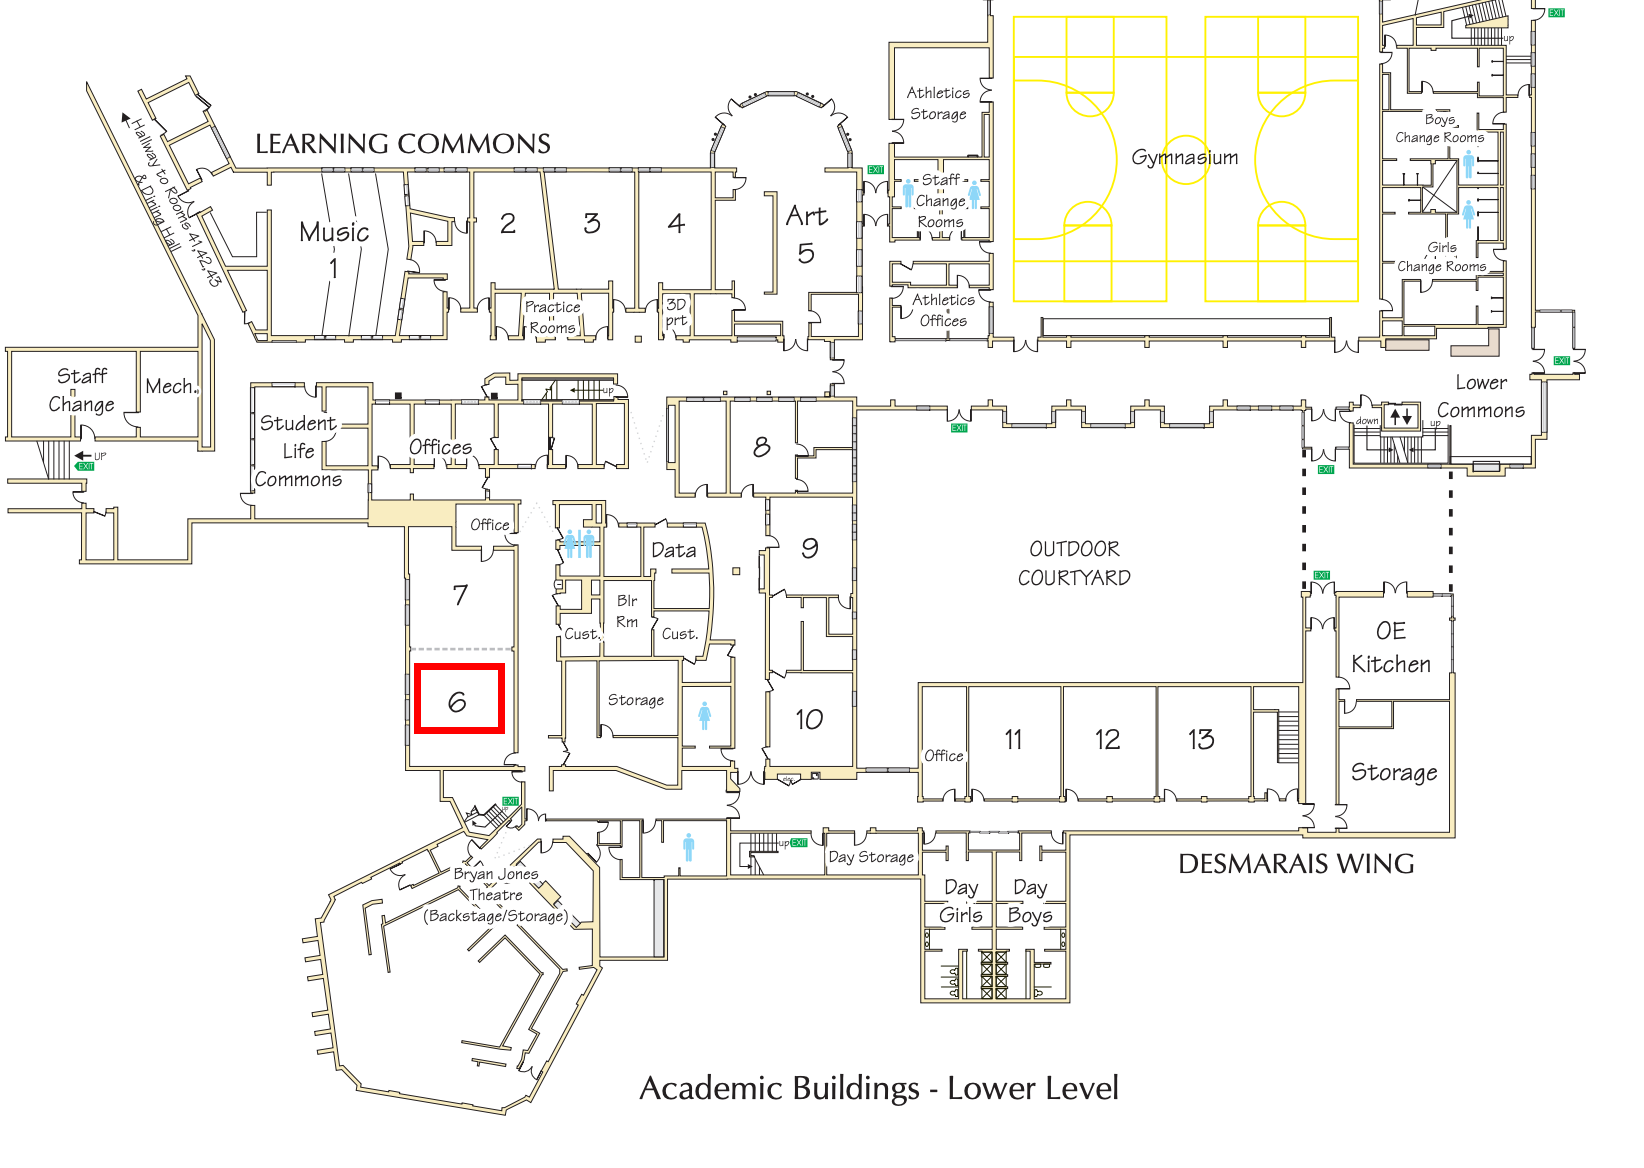 EXIT
up
Athletics
Storage
Boys
Change Rooms
Gymnasium
LEARNING COMMONS
Hallway to Rooms 41,42,43
& Dining Hall
EXIT
Staff
Change
Rooms
Music
1
2
3
4
Art
5
Girls
Change Rooms
Practice
Rooms
3D
prt
Athletics
Offices
EXIT
Staff
Change
Mech.
up
Lower
Commons
Student
Life
Commons
Offices
8
EXIT
down
up
UP
EXIT
EXIT
Office
Data
9
OUTDOOR
COURTYARD
EXIT
7
Blr
Rm
Cust.
Cust.
OE
Kitchen
6
Storage
10
Office
11
12
13
Storage
EXIT
up
up
EXIT
Day Storage
DESMARAIS WING
Bryan Jones
Theatre
(Backstage/Storage)
Day
Girls
Day
Boys
Academic Buildings - Lower Level